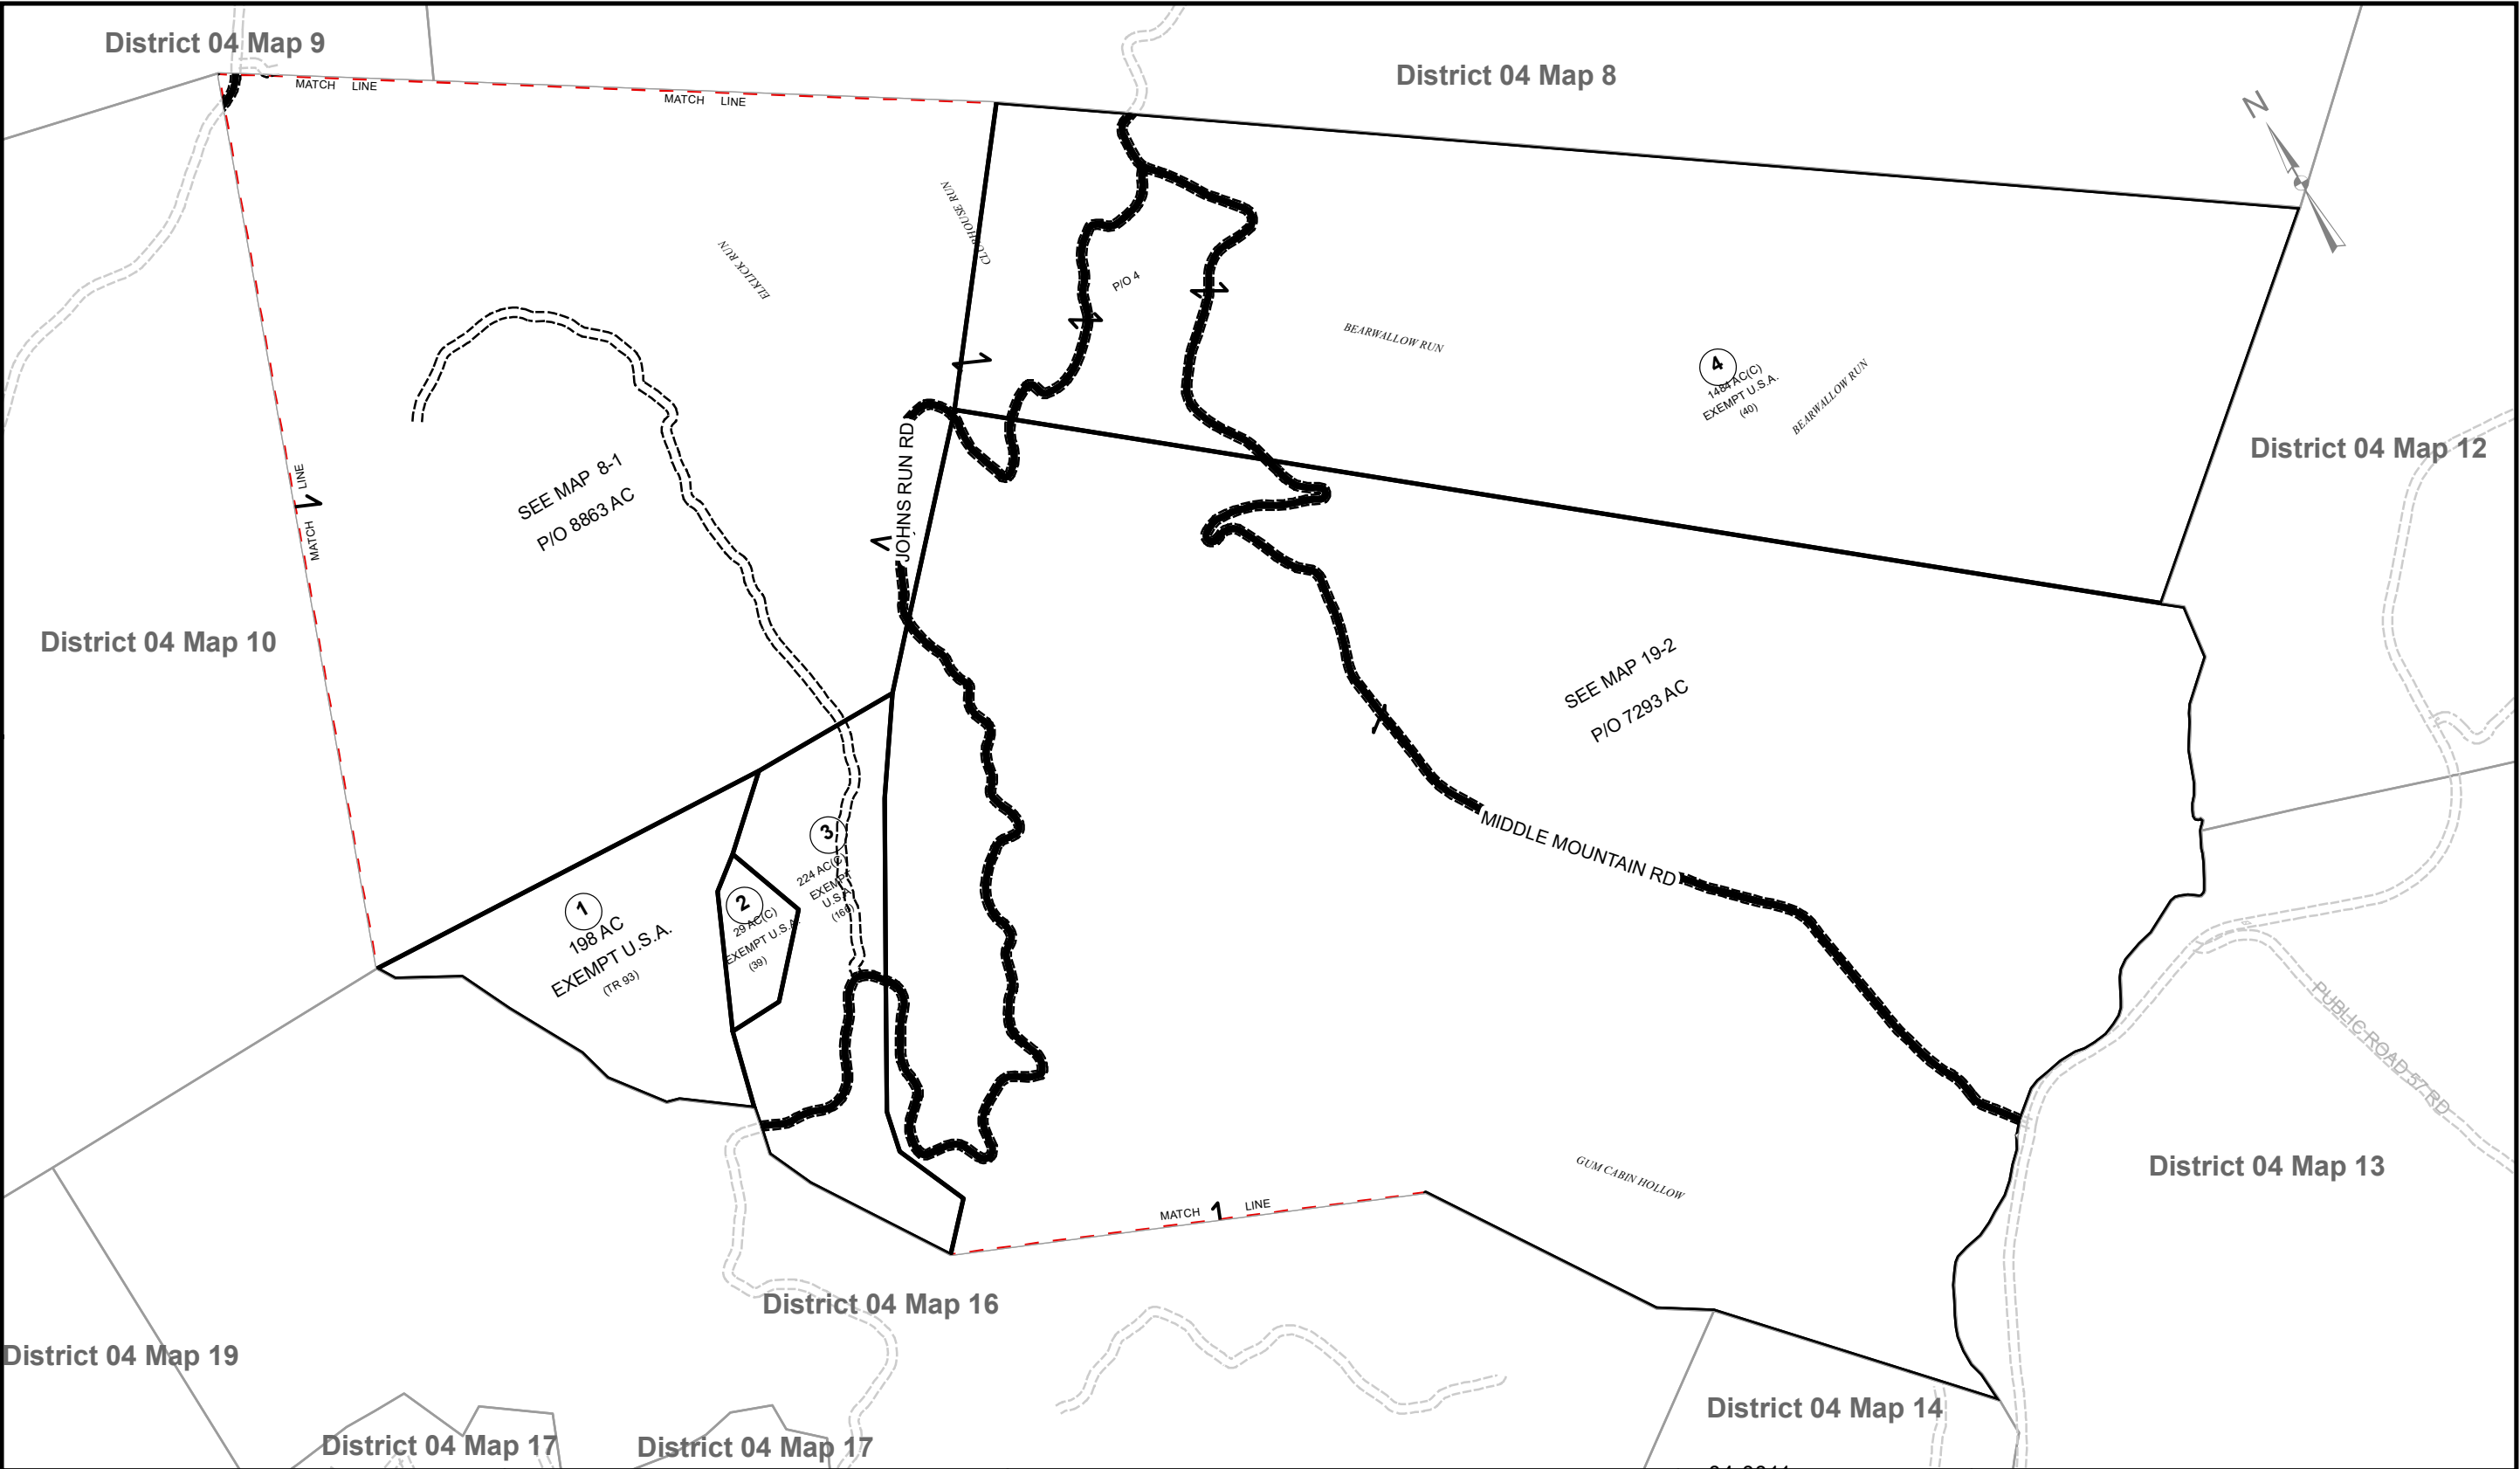 District 04 Map 9
District 04 Map 8
N
MATCH LINE
MATCH LINE
CLUBHOUSE RUN
ELKLICK RUN
P/O 4
BEARWALLOW RUN
4
1484 AC(C)
EXEMPT U.S.A.
(40)
BEARWALLOW RUN
District 04 Map 12
MATCH LINE
SEE MAP 8-1
P/O 8863 AC
JOHNS RUN RD
District 04 Map 10
SEE MAP 19-2
P/O 7293 AC
MIDDLE MOUNTAIN RD
3
224 AC(C)
EXEMPT
U.S.A.
(160)
1
198 AC
EXEMPT U.S.A.
(TR 93)
2
29 AC(C)
EXEMPT U.S.A.
(39)
PUBLIC ROAD 37 RD
District 04 Map 13
GUM CABIN HOLLOW
MATCH 1 LINE
District 04 Map 16
District 04 Map 19
District 04 Map 14
District 04 Map 17
District 04 Map 17